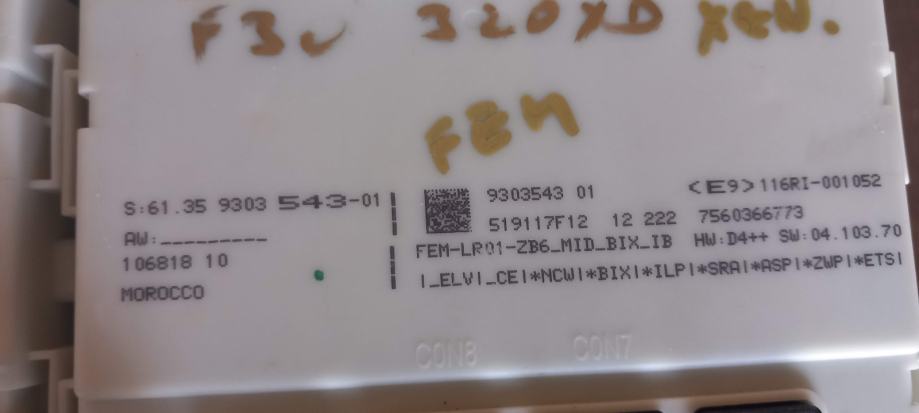 F30 320XD XEN.
FEM
S:61.35 9303 543-01
AW:_________
106818 10
MOROCCO
9303543 01
519117F12 12 222
<E9>116RI-001052
7560366773
FEM-LR01-ZB6_MID_BIX_IB HW:D4++ SW:04.103.70
|_ELV|_CE|*NCW|*BIX|*ILP|*SRA|*ASP|*ZWP|*ETS|
CON8 CON7